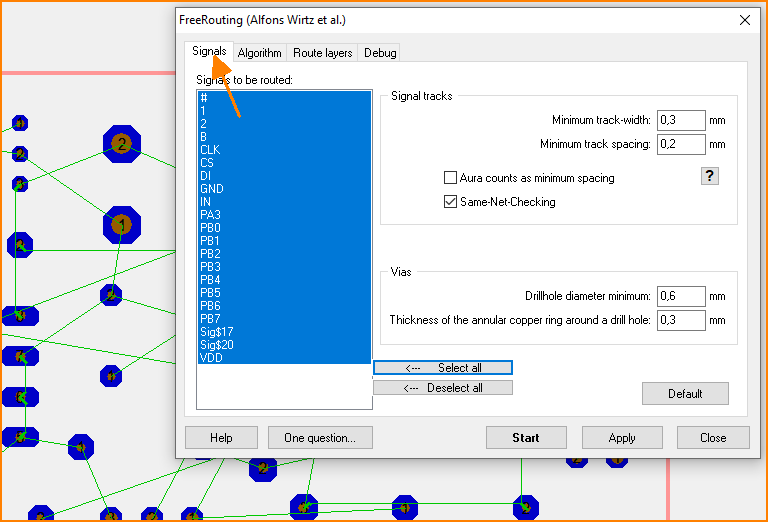 FreeRouting (Alfons Wirtz et al.)
Signals
Algorithm
Route layers
Debug
Signals to be routed:
#
1
2
B
CLK
CS
DI
GND
IN
PA3
PB0
PB1
PB2
PB3
PB4
PB5
PB6
PB7
Sig$17
Sig$20
VDD
Signal tracks
Minimum track-width: 0,3 mm
Minimum track spacing: 0,2 mm
Aura counts as minimum spacing
?
Same-Net-Checking
Vias
Drillhole diameter minimum: 0,6 mm
Thickness of the annular copper ring around a drill hole: 0,3 mm
<--- Select all
<--- Deselect all
Default
Help
One question...
Start
Apply
Close
2
1